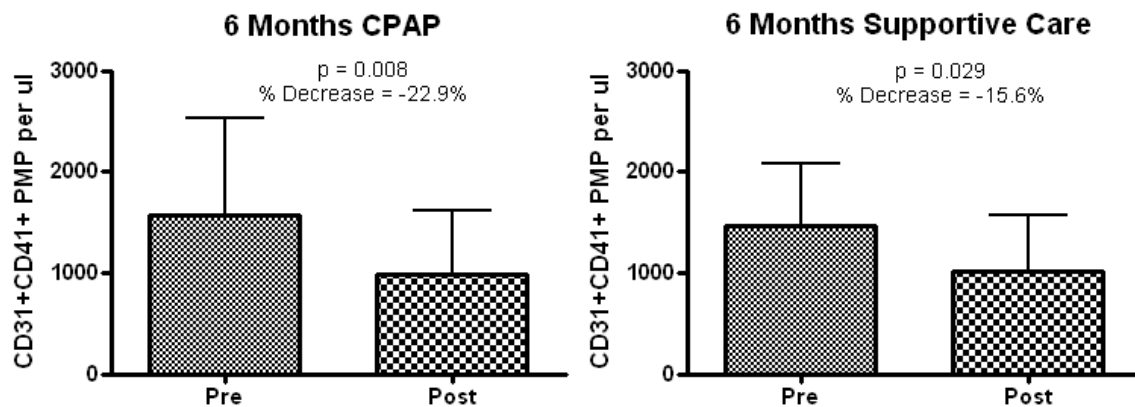 6 Months CPAP
p = 0.008
% Decrease = -22.9%
CD31+CD41+ PMP per ul
3000
2000
1000
0
Pre
Post
6 Months Supportive Care
p = 0.029
% Decrease = -15.6%
CD31+CD41+ PMP per ul
3000
2000
1000
0
Pre
Post